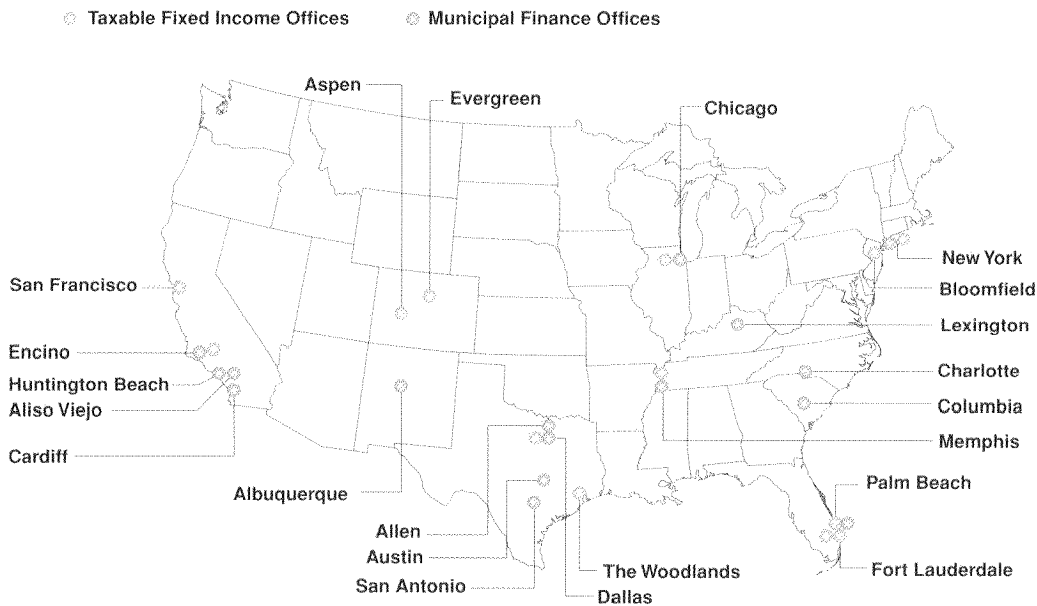 Taxable Fixed Income Offices
Municipal Finance Offices
Aspen
Evergreen
Chicago
San Francisco
New York
Bloomfield
Lexington
Encino
Huntington Beach
Aliso Viejo
Charlotte
Columbia
Cardiff
Memphis
Albuquerque
Palm Beach
Allen
Austin
San Antonio
The Woodlands
Dallas
Fort Lauderdale